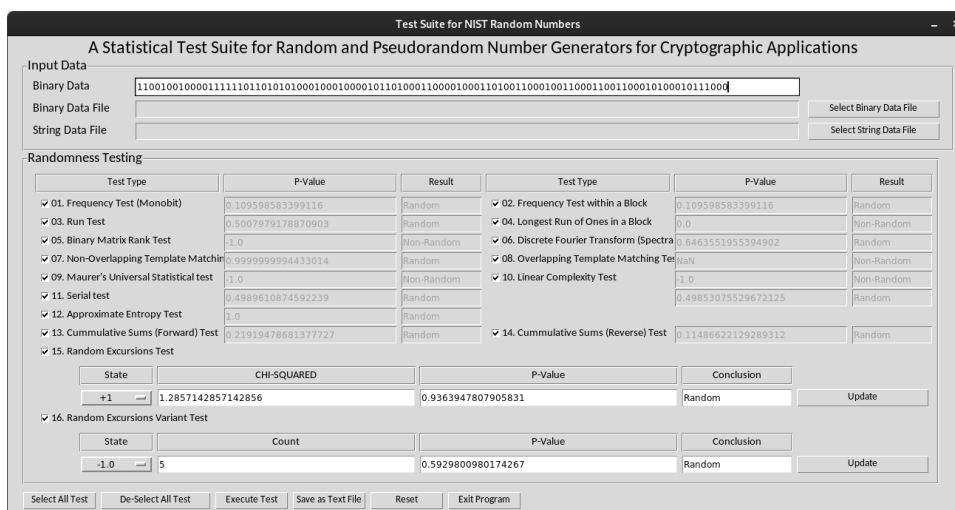 Test Suite for NIST Random Numbers
A Statistical Test Suite for Random and Pseudorandom Number Generators for Cryptographic Applications
Input Data
Binary Data 1100100100001111110110101010001000100001011010001100001000110100110001001100011001100010100010111000
Binary Data File Select Binary Data File
String Data File Select String Data File
Randomness Testing
Test Type P-Value Result Test Type P-Value Result
01. Frequency Test (Monobit) 0.109598583399116 Random 02. Frequency Test within a Block 0.109598583399116 Random
03. Run Test 0.5007979178870903 Random 04. Longest Run of Ones in a Block 0.0 Non-Random
05. Binary Matrix Rank Test -1.0 Non-Random 06. Discrete Fourier Transform (Spectra 0.6463551955394902 Random
07. Non-Overlapping Template Matchin 0.9999999994433014 Random 08. Overlapping Template Matching Te NaN Non-Random
09. Maurer's Universal Statistical test -1.0 Non-Random 10. Linear Complexity Test -1.0 Non-Random
11. Serial test 0.4989610874592239 Random 0.49853075529672125 Random
12. Approximate Entropy Test 1.0 Random
13. Cummulative Sums (Forward) Test 0.21919478681377727 Random 14. Cummulative Sums (Reverse) Test 0.11486622129289312 Random
15. Random Excursions Test
State CHI-SQUARED P-Value Conclusion
+1 1.2857142857142856 0.9363947807905831 Random Update
16. Random Excursions Variant Test
State Count P-Value Conclusion
-1.0 5 0.5929800980174267 Random Update
Select All Test De-Select All Test Execute Test Save as Text File Reset Exit Program